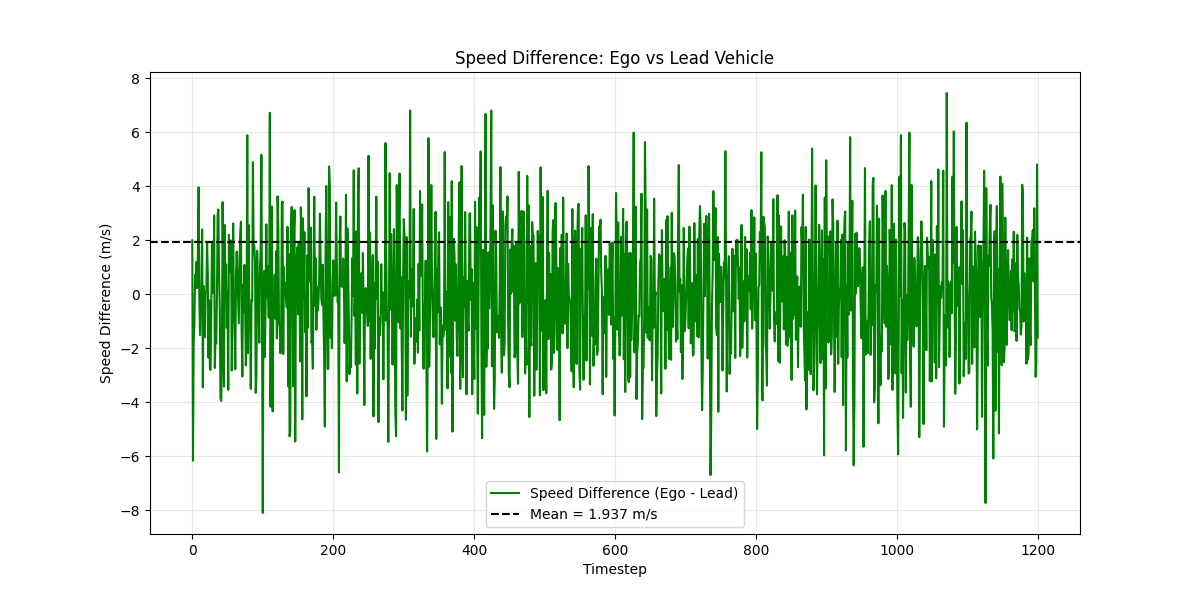 Speed Difference: Ego vs Lead Vehicle
Speed Difference (m/s)
8
6
4
2
0
−2
−4
−6
−8
Speed Difference (Ego - Lead)
Mean = 1.937 m/s
0 200 400 600 800 1000 1200
Timestep